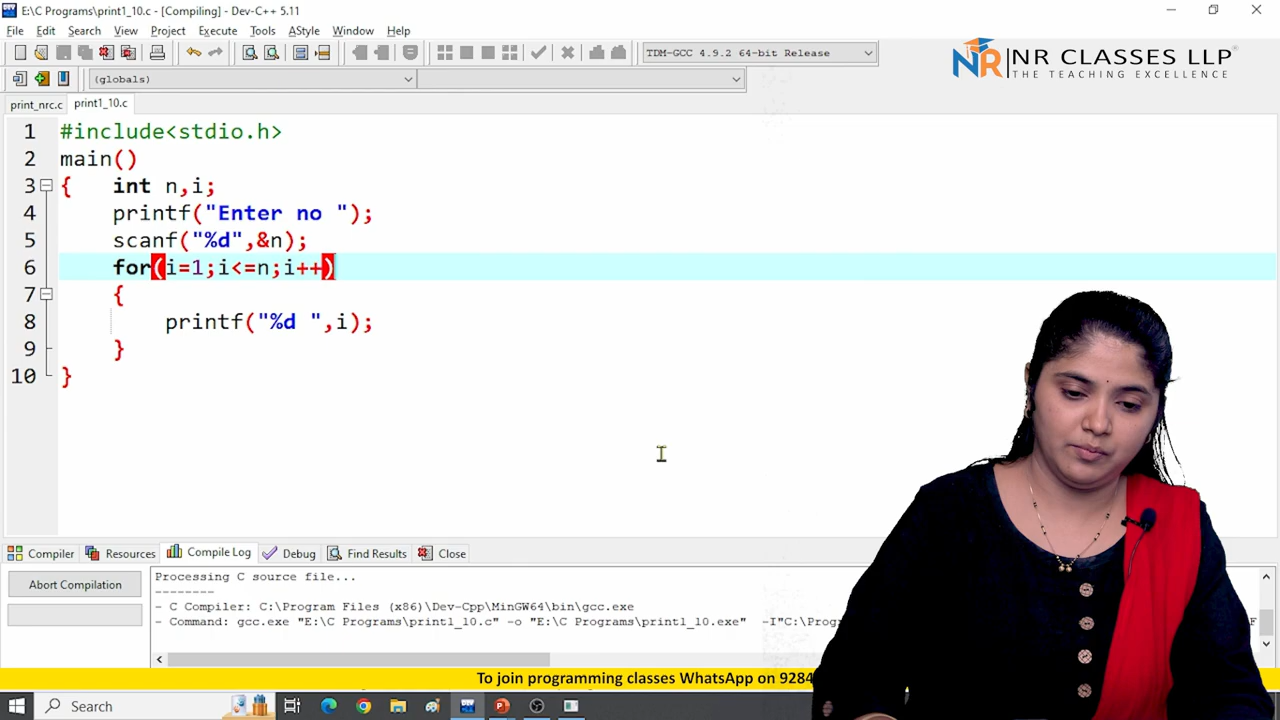 E:\C Programs\print1_10.c - [Compiling] - Dev-C++ 5.11
File Edit Search View Project Execute Tools AStyle Window Help
TDM-GCC 4.9.2 64-bit Release
NR CLASSES LLP
THE TEACHING EXCELLENCE
(globals)
print_nrc.c print1_10.c
1 #include<stdio.h>
2 main()
3 { int n,i;
4 printf("Enter no ");
5 scanf("%d",&n);
6 for(i=1;i<=n;i++)
7 {
8 printf("%d ",i);
9 }
10 }
Compiler Resources Compile Log Debug Find Results Close
Abort Compilation
Processing C source file...
--------
- C Compiler: C:\Program Files (x86)\Dev-Cpp\MinGW64\bin\gcc.exe
- Command: gcc.exe "E:\C Programs\print1_10.c" -o "E:\C Programs\print1_10.exe" -I"C:\Progra
To join programming classes WhatsApp on 9284
Search